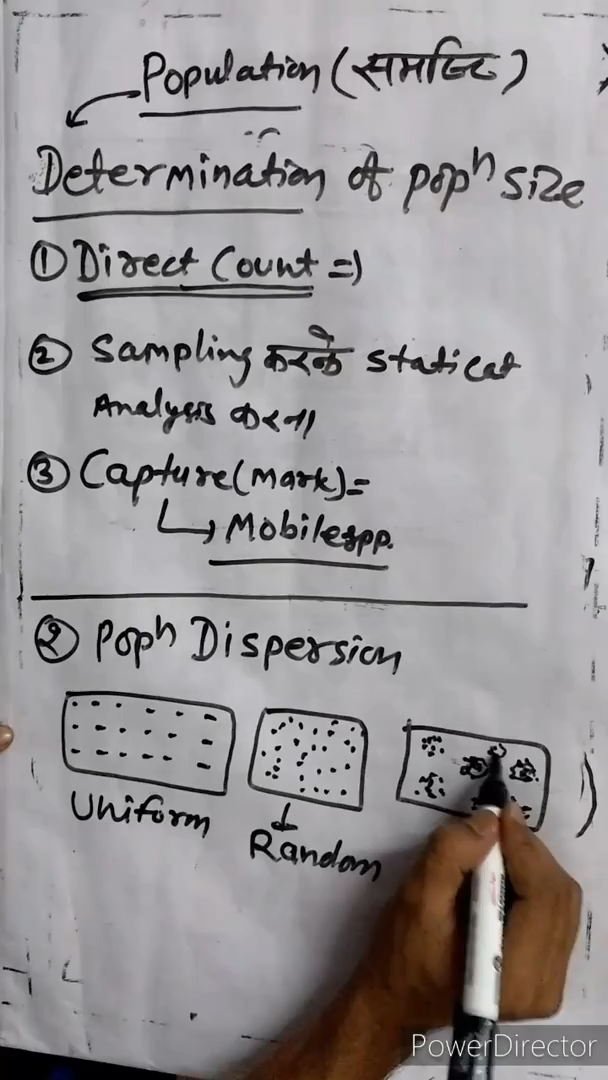 Population (समष्टि)
Determination of popⁿ size
① Direct Count =)
② Sampling करके staticat
Analysis करना
③ Capture(Mark)=
↳ Mobile spp.
② Popⁿ Dispersion
Uniform
Random
PowerDirector